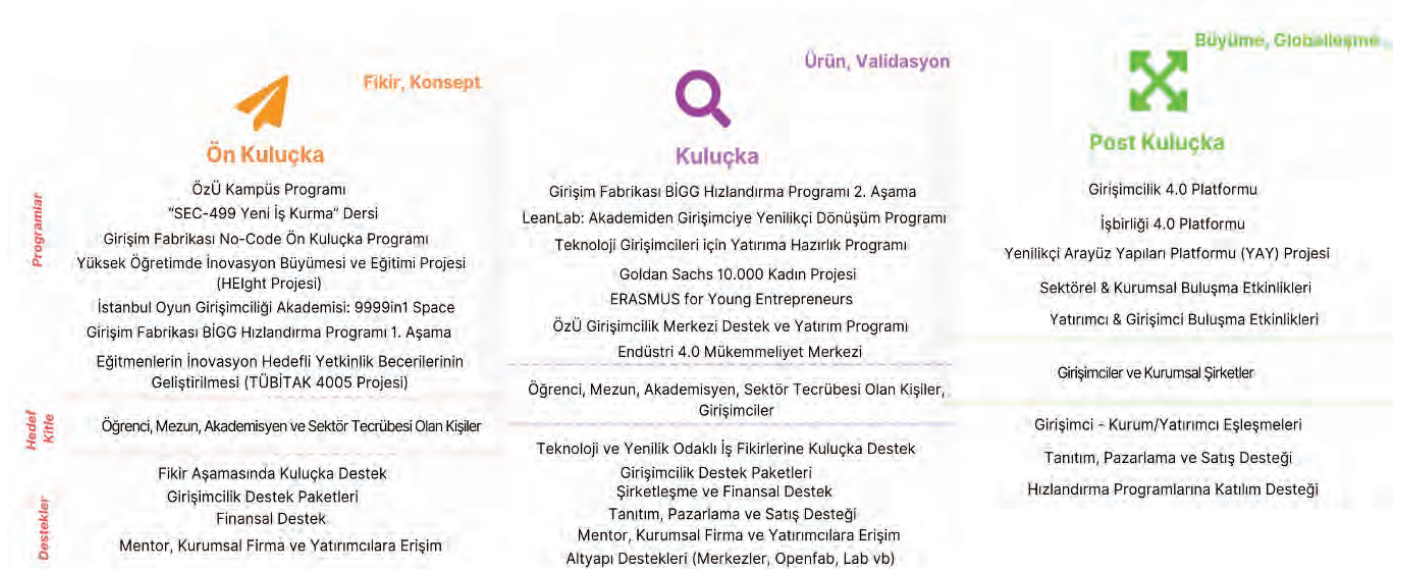 Fikir, Konsept
Ön Kuluçka
Programlar
ÖzÜ Kampüs Programı
“SEC-499 Yeni İş Kurma” Dersi
Girişim Fabrikası No-Code Ön Kuluçka Programı
Yüksek Öğretimde İnovasyon Büyümesi ve Eğitimi Projesi
(HEIght Projesi)
İstanbul Oyun Girişimciliği Akademisi: 9999in1 Space
Girişim Fabrikası BİGG Hızlandırma Programı 1. Aşama
Eğitmenlerin İnovasyon Hedefli Yetkinlik Becerilerinin
Geliştirilmesi (TÜBİTAK 4005 Projesi)
Hedef
Kitle
Öğrenci, Mezun, Akademisyen ve Sektör Tecrübesi Olan Kişiler
Destekler
Fikir Aşamasında Kuluçka Destek
Girişimcilik Destek Paketleri
Finansal Destek
Mentor, Kurumsal Firma ve Yatırımcılara Erişim
Ürün, Validasyon
Kuluçka
Girişim Fabrikası BİGG Hızlandırma Programı 2. Aşama
LeanLab: Akademiden Girişimciye Yenilikçi Dönüşüm Programı
Teknoloji Girişimcileri için Yatırıma Hazırlık Programı
Goldan Sachs 10.000 Kadın Projesi
ERASMUS for Young Entrepreneurs
ÖzÜ Girişimcilik Merkezi Destek ve Yatırım Programı
Endüstri 4.0 Mükemmeliyet Merkezi
Öğrenci, Mezun, Akademisyen, Sektör Tecrübesi Olan Kişiler,
Girişimciler
Teknoloji ve Yenilik Odaklı İş Fikirlerine Kuluçka Destek
Girişimcilik Destek Paketleri
Şirketleşme ve Finansal Destek
Tanıtım, Pazarlama ve Satış Desteği
Mentor, Kurumsal Firma ve Yatırımcılara Erişim
Altyapı Destekleri (Merkezler, Openfab, Lab vb)
Büyüme, Globalleşme
Post Kuluçka
Girişimcilik 4.0 Platformu
İşbirliği 4.0 Platformu
Yenilikçi Arayüz Yapıları Platformu (YAY) Projesi
Sektörel & Kurumsal Buluşma Etkinlikleri
Yatırımcı & Girişimci Buluşma Etkinlikleri
Girişimciler ve Kurumsal Şirketler
Girişimci - Kurum/Yatırımcı Eşleşmeleri
Tanıtım, Pazarlama ve Satış Desteği
Hızlandırma Programlarına Katılım Desteği